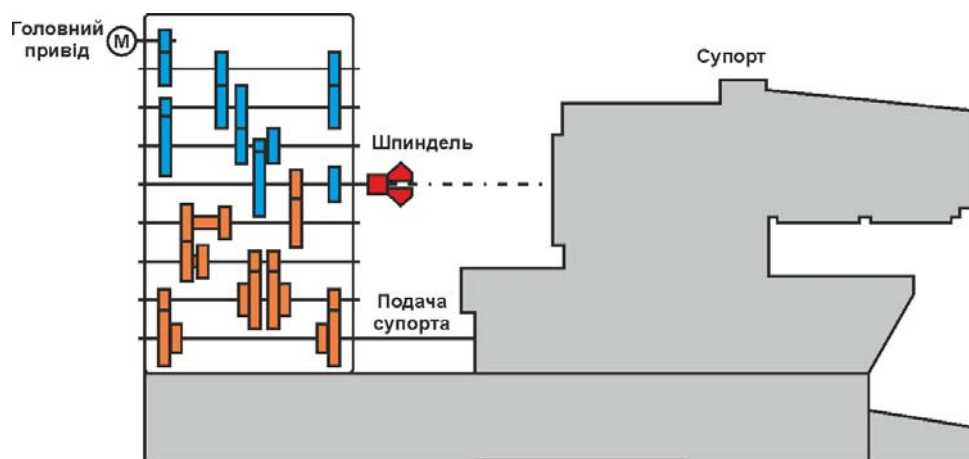 Головний
привід
М
Супорт
Шпиндель
Подача
супорта